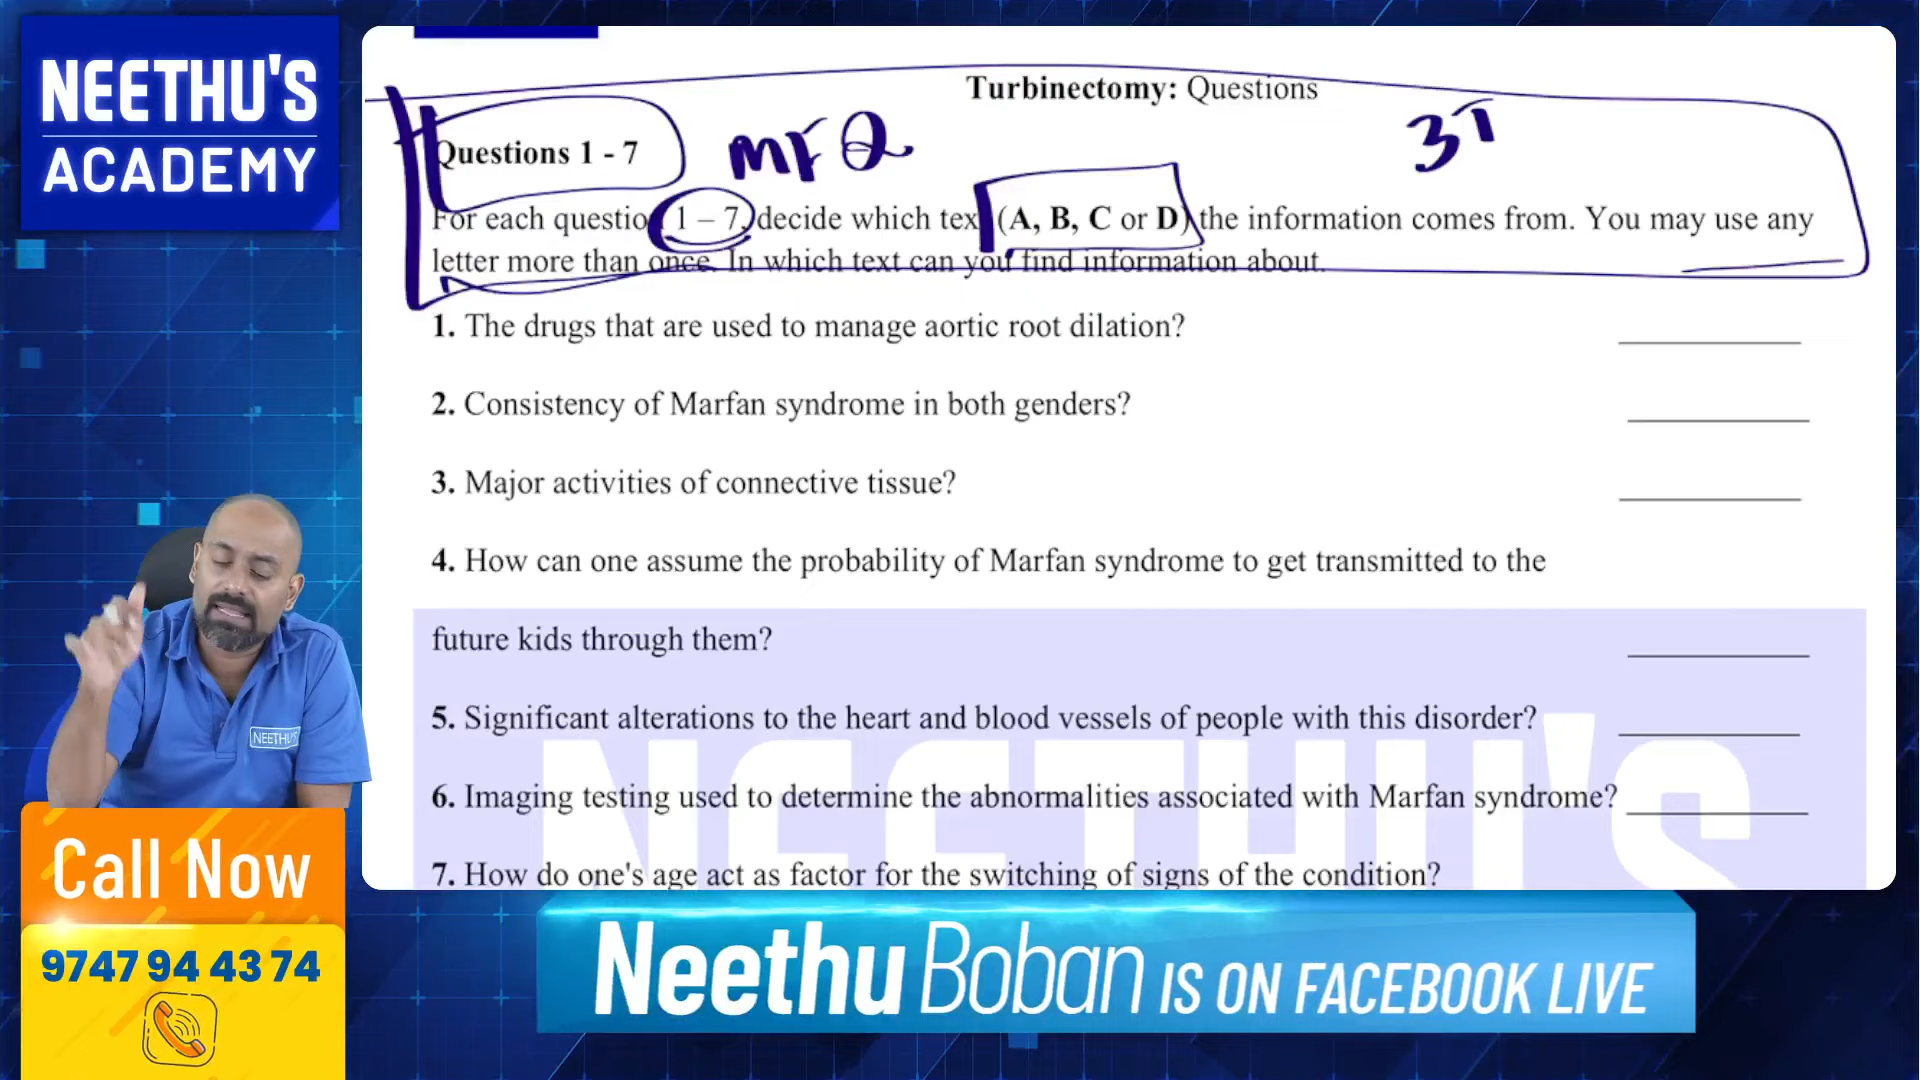 NEETHU'S
ACADEMY
Turbinectomy: Questions
Questions 1 - 7
For each question 1 – 7, decide which text (A, B, C or D) the information comes from. You may use any
letter more than once. In which text can you find information about.
1. The drugs that are used to manage aortic root dilation?
2. Consistency of Marfan syndrome in both genders?
3. Major activities of connective tissue?
4. How can one assume the probability of Marfan syndrome to get transmitted to the
future kids through them?
5. Significant alterations to the heart and blood vessels of people with this disorder?
6. Imaging testing used to determine the abnormalities associated with Marfan syndrome?
7. How do one's age act as factor for the switching of signs of the condition?
NEETHU'S
NEETHU'S
Call Now
9747 94 43 74
Neethu Boban IS ON FACEBOOK LIVE